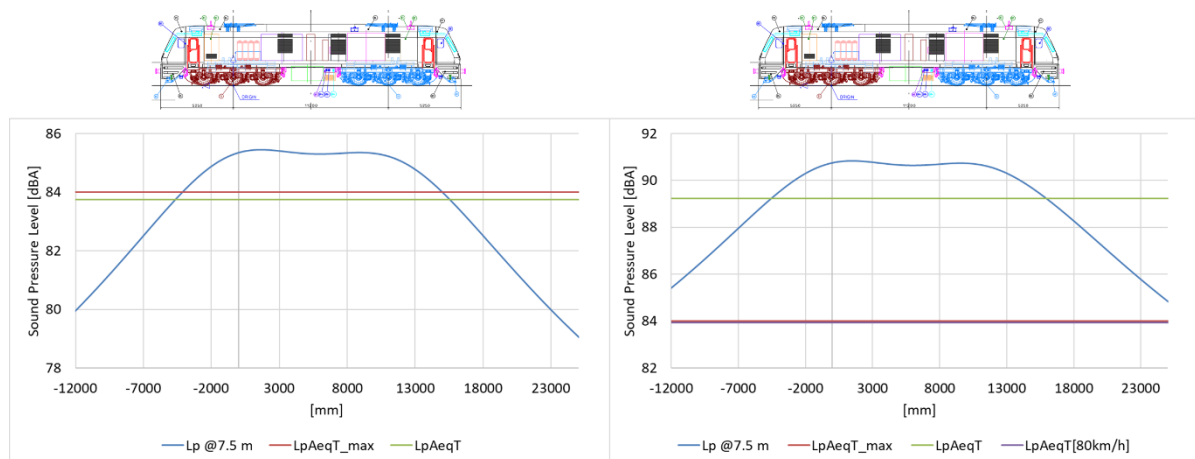 ORIGIN
ORIGIN
86
84
82
80
78
Sound Pressure Level [dBA]
-12000 -7000 -2000 3000 8000 13000 18000 23000
[mm]
Lp @7.5 m LpAeqT_max LpAeqT
92
90
88
86
84
82
Sound Pressure Level [dBA]
-12000 -7000 -2000 3000 8000 13000 18000 23000
[mm]
Lp @7.5 m LpAeqT_max LpAeqT LpAeqT[80km/h]